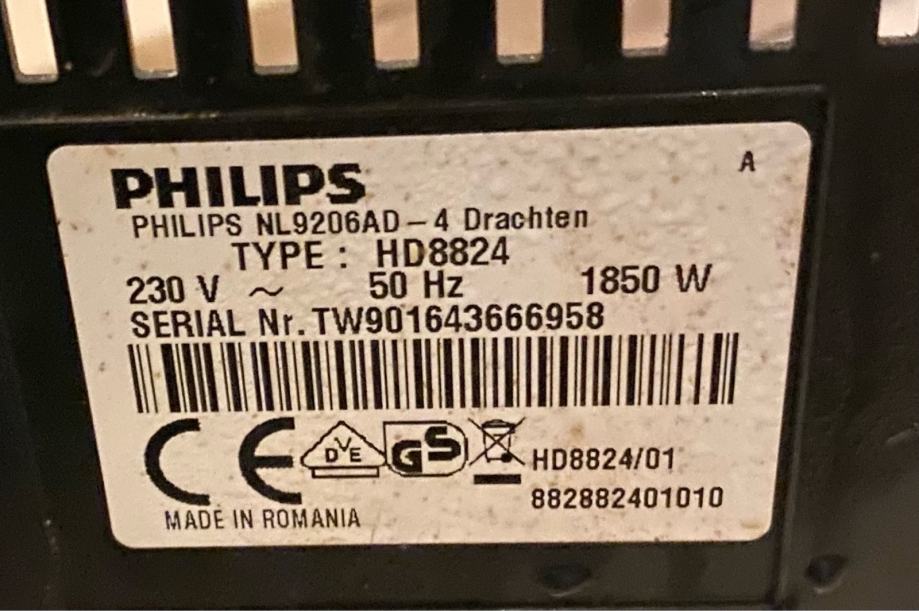 PHILIPS
A
PHILIPS NL9206AD – 4 Drachten
TYPE : HD8824
230 V ~ 50 Hz 1850 W
SERIAL Nr. TW901643666958
CE DVE GS HD8824/01
882882401010
MADE IN ROMANIA